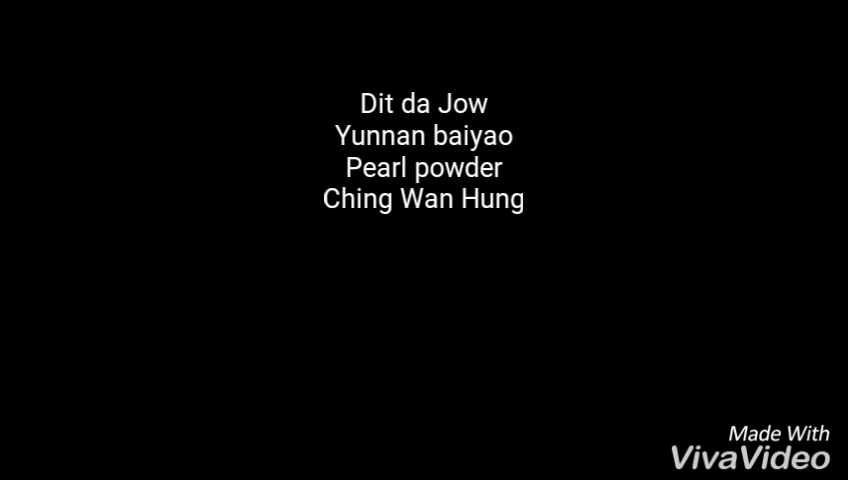 Dit da Jow
Yunnan baiyao
Pearl powder
Ching Wan Hung
Made With
VivaVideo